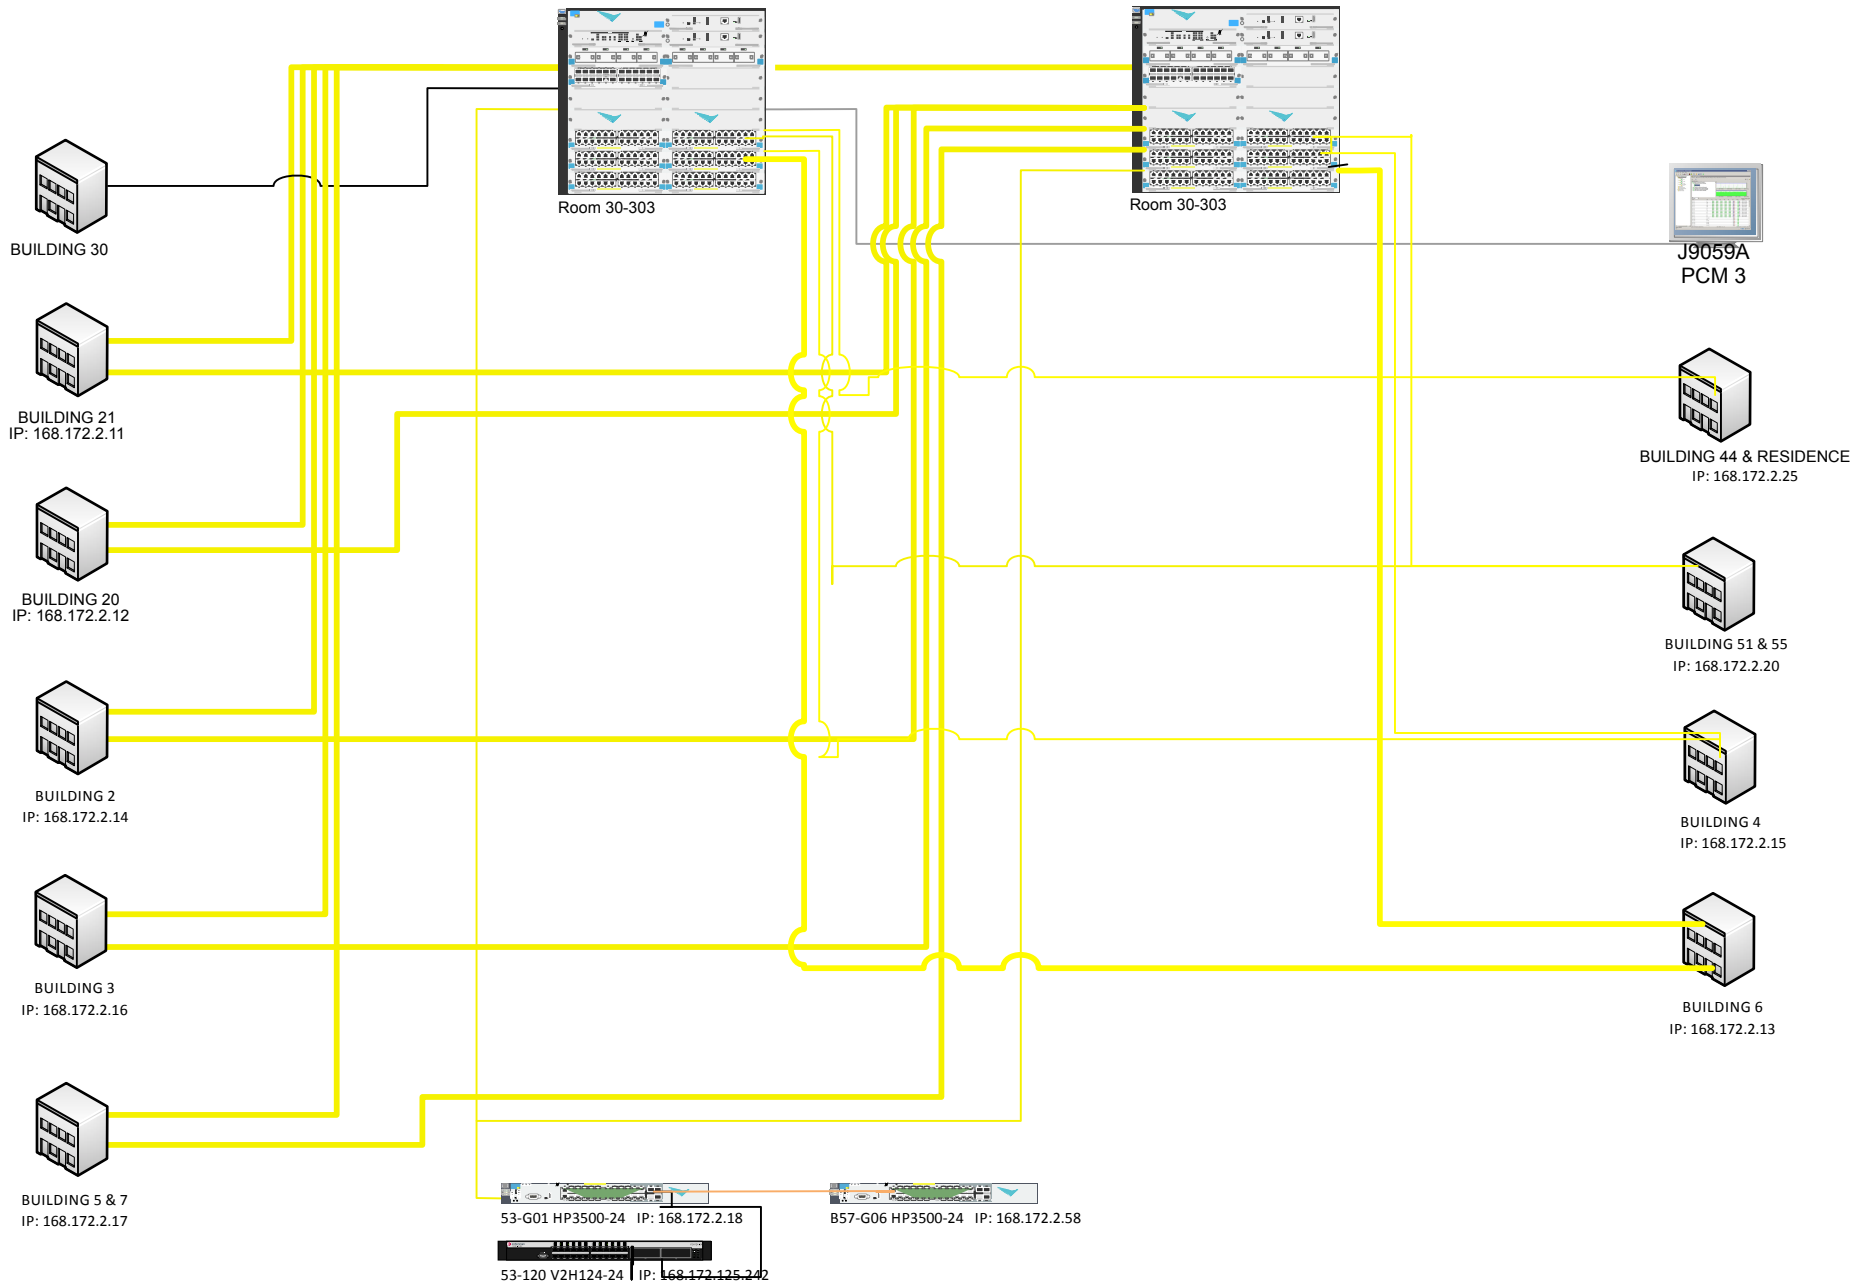 Room 30-303
Room 30-303
BUILDING 30
J9059A
PCM 3
BUILDING 21
IP: 168.172.2.11
BUILDING 44 & RESIDENCE
IP: 168.172.2.25
BUILDING 20
IP: 168.172.2.12
BUILDING 51 & 55
IP: 168.172.2.20
BUILDING 2
IP: 168.172.2.14
BUILDING 4
IP: 168.172.2.15
BUILDING 3
IP: 168.172.2.16
BUILDING 6
IP: 168.172.2.13
BUILDING 5 & 7
IP: 168.172.2.17
53-G01 HP3500-24 IP: 168.172.2.18
B57-G06 HP3500-24 IP: 168.172.2.58
53-120 V2H124-24 IP: 168.172.125.242